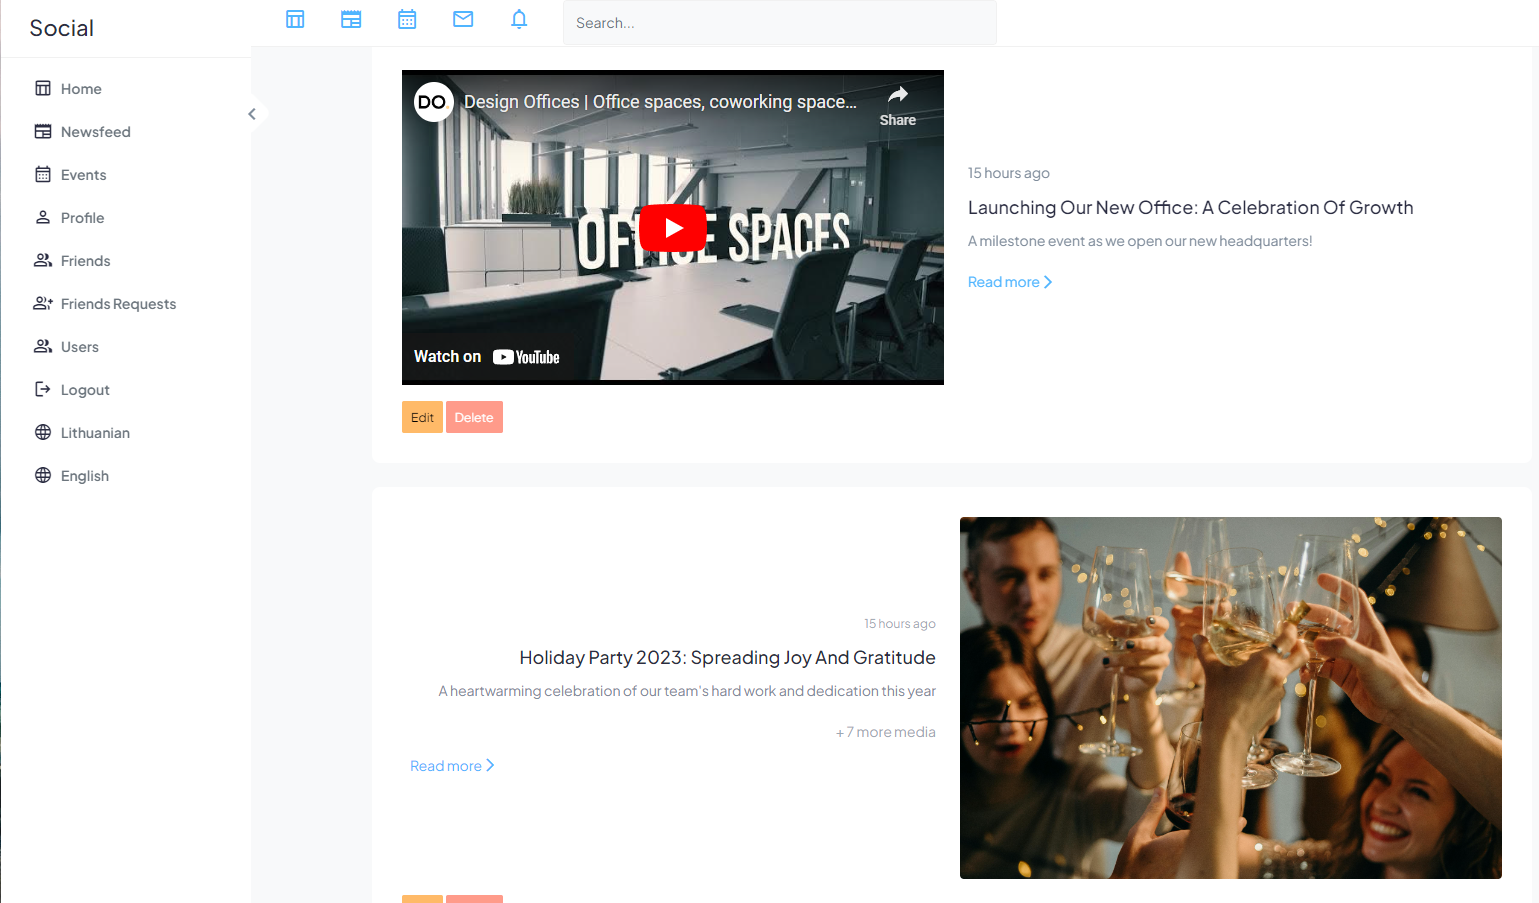 Social
Search...
Home
Newsfeed
Events
Profile
Friends
Friends Requests
Users
Logout
Lithuanian
English
DO.
Design Offices | Office spaces, coworking space...
Share
OFFICE SPACES
Watch on YouTube
15 hours ago
Launching Our New Office: A Celebration Of Growth
A milestone event as we open our new headquarters!
Read more
Edit Delete
15 hours ago
Holiday Party 2023: Spreading Joy And Gratitude
A heartwarming celebration of our team's hard work and dedication this year
+ 7 more media
Read more